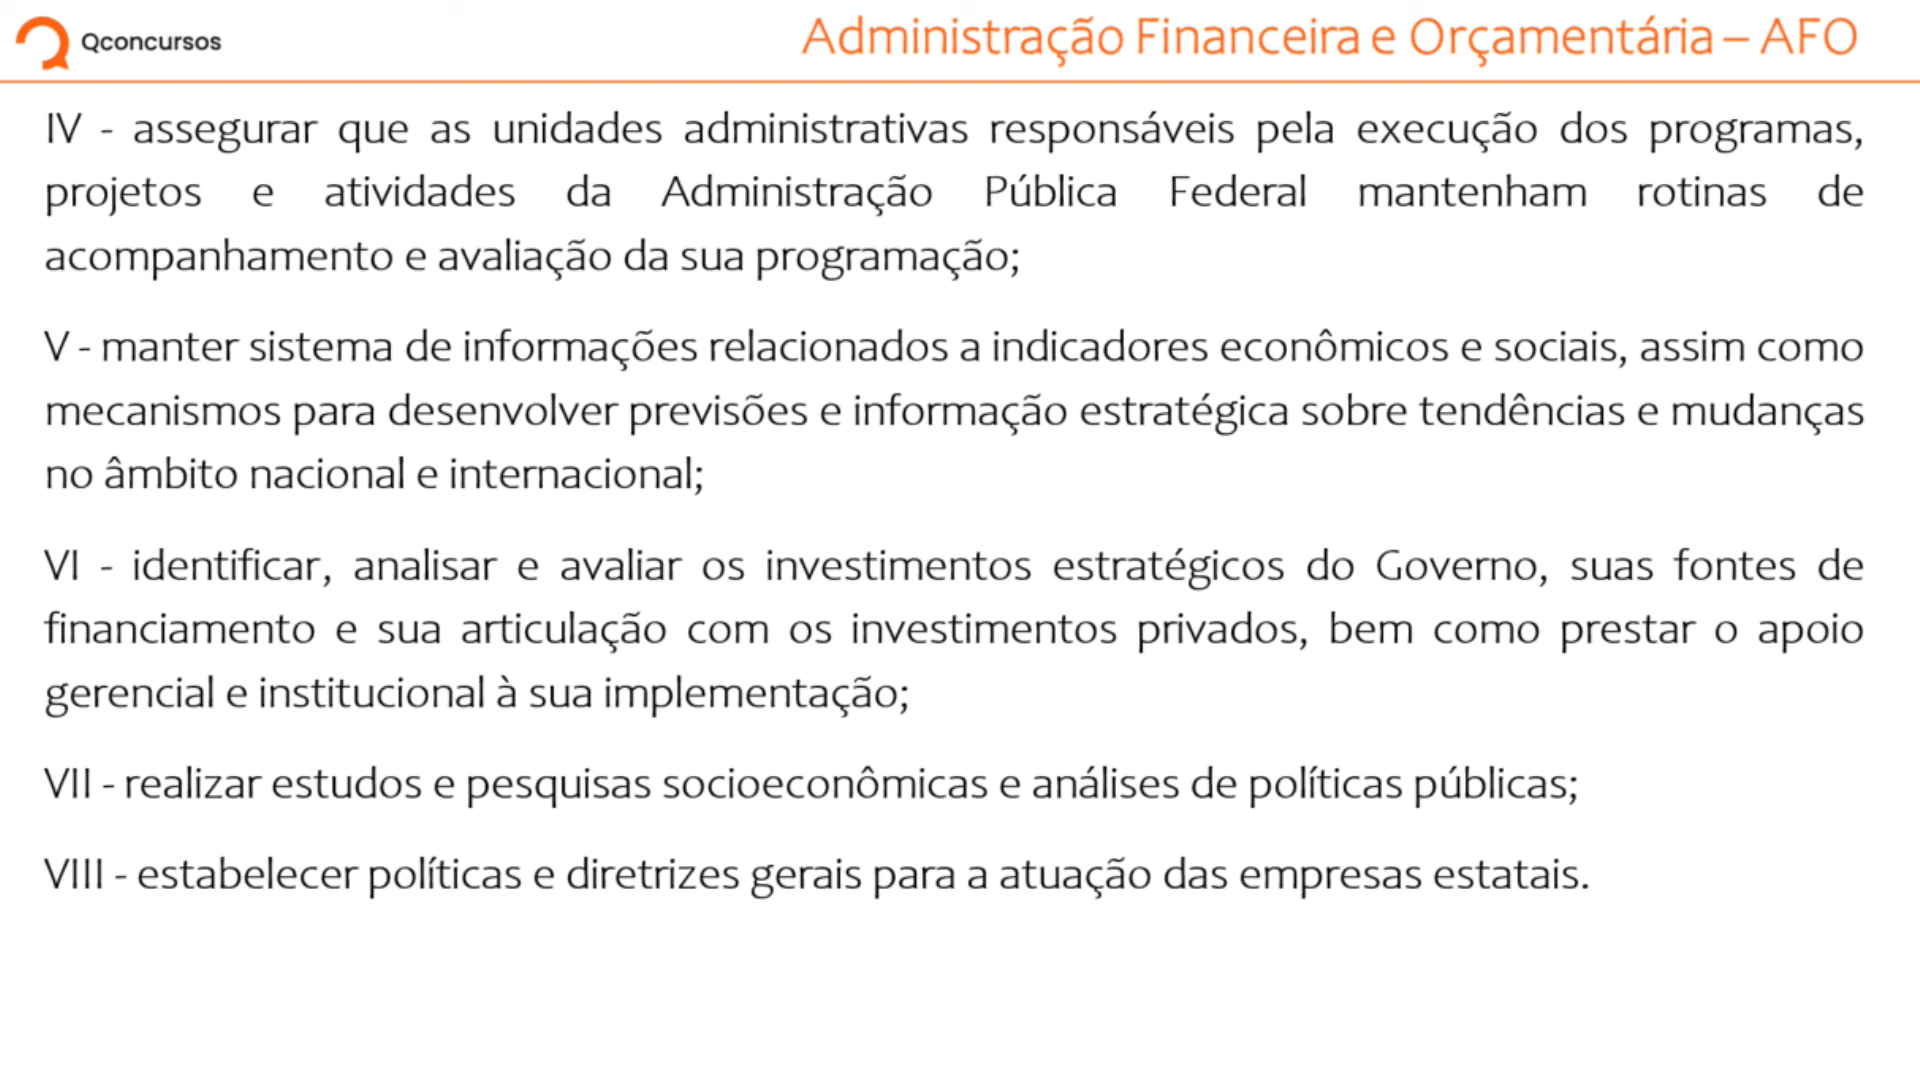 Qconcursos
Administração Financeira e Orçamentária – AFO
IV - assegurar que as unidades administrativas responsáveis pela execução dos programas,
projetos e atividades da Administração Pública Federal mantenham rotinas de
acompanhamento e avaliação da sua programação;
V - manter sistema de informações relacionados a indicadores econômicos e sociais, assim como
mecanismos para desenvolver previsões e informação estratégica sobre tendências e mudanças
no âmbito nacional e internacional;
VI - identificar, analisar e avaliar os investimentos estratégicos do Governo, suas fontes de
financiamento e sua articulação com os investimentos privados, bem como prestar o apoio
gerencial e institucional à sua implementação;
VII - realizar estudos e pesquisas socioeconômicas e análises de políticas públicas;
VIII - estabelecer políticas e diretrizes gerais para a atuação das empresas estatais.